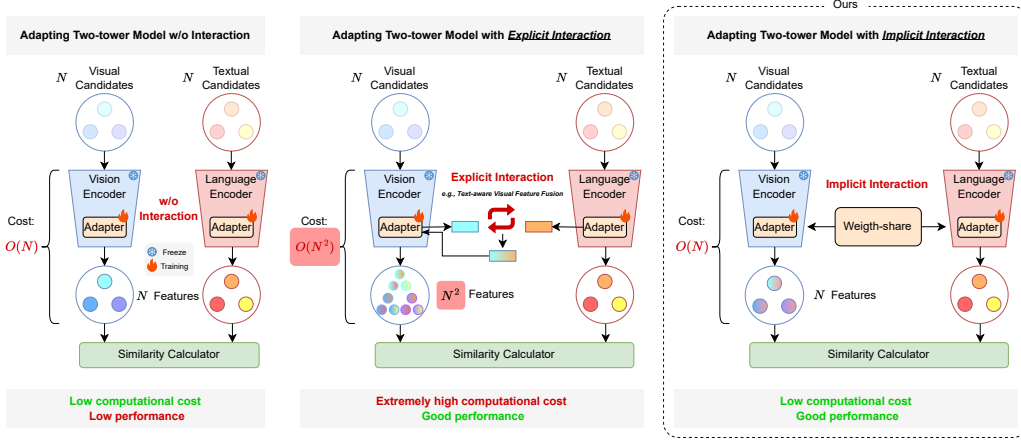 Ours
Adapting Two-tower Model w/o Interaction
N
Visual
Candidates
N
Textual
Candidates
Vision
Encoder
Language
Encoder
w/o
Interaction
Cost:
O(N)
Adapter
Adapter
Freeze
Training
N Features
Similarity Calculator
Low computational cost
Low performance
Adapting Two-tower Model with Explicit Interaction
N
Visual
Candidates
N
Textual
Candidates
Vision
Encoder
Language
Encoder
Explicit Interaction
e.g., Text-aware Visual Feature Fusion
Cost:
O(N²)
Adapter
Adapter
N² Features
Similarity Calculator
Extremely high computational cost
Good performance
Adapting Two-tower Model with Implicit Interaction
N
Visual
Candidates
N
Textual
Candidates
Vision
Encoder
Language
Encoder
Implicit Interaction
Cost:
O(N)
Adapter
Weigth-share
Adapter
N Features
Similarity Calculator
Low computational cost
Good performance